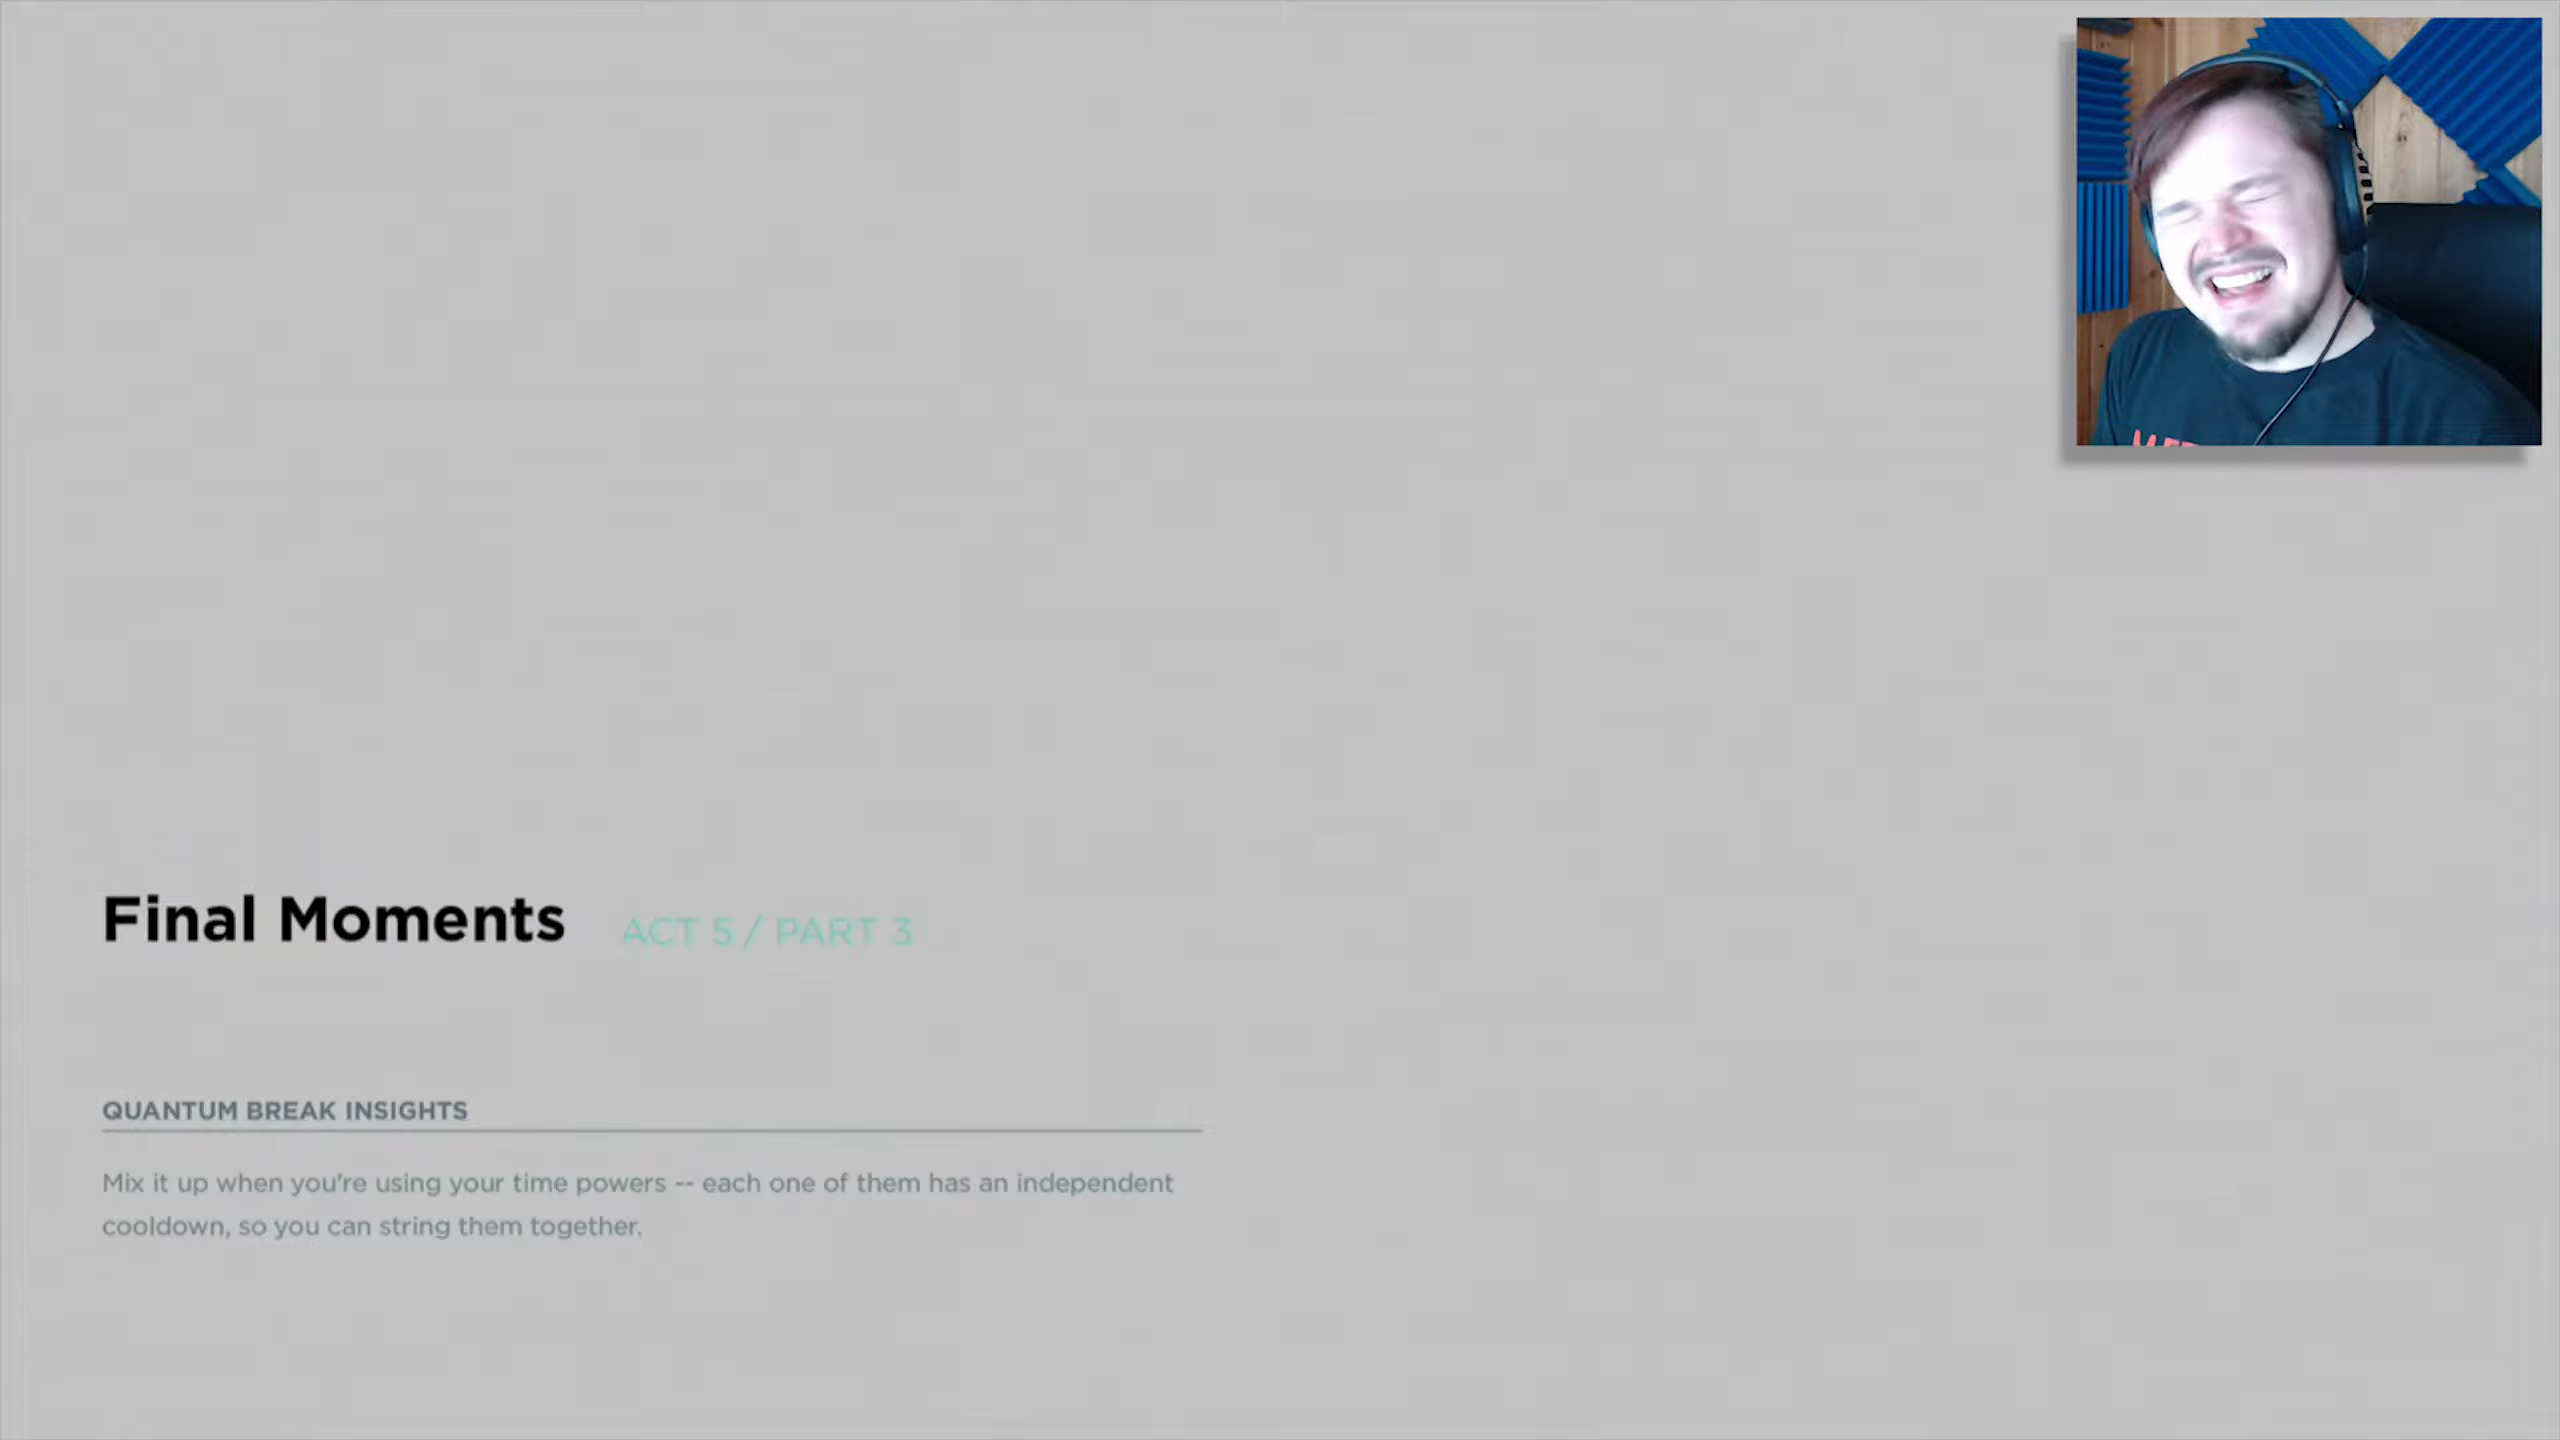 Final Moments ACT 5 / PART 3
QUANTUM BREAK INSIGHTS
Mix it up when you're using your time powers -- each one of them has an independent
cooldown, so you can string them together.